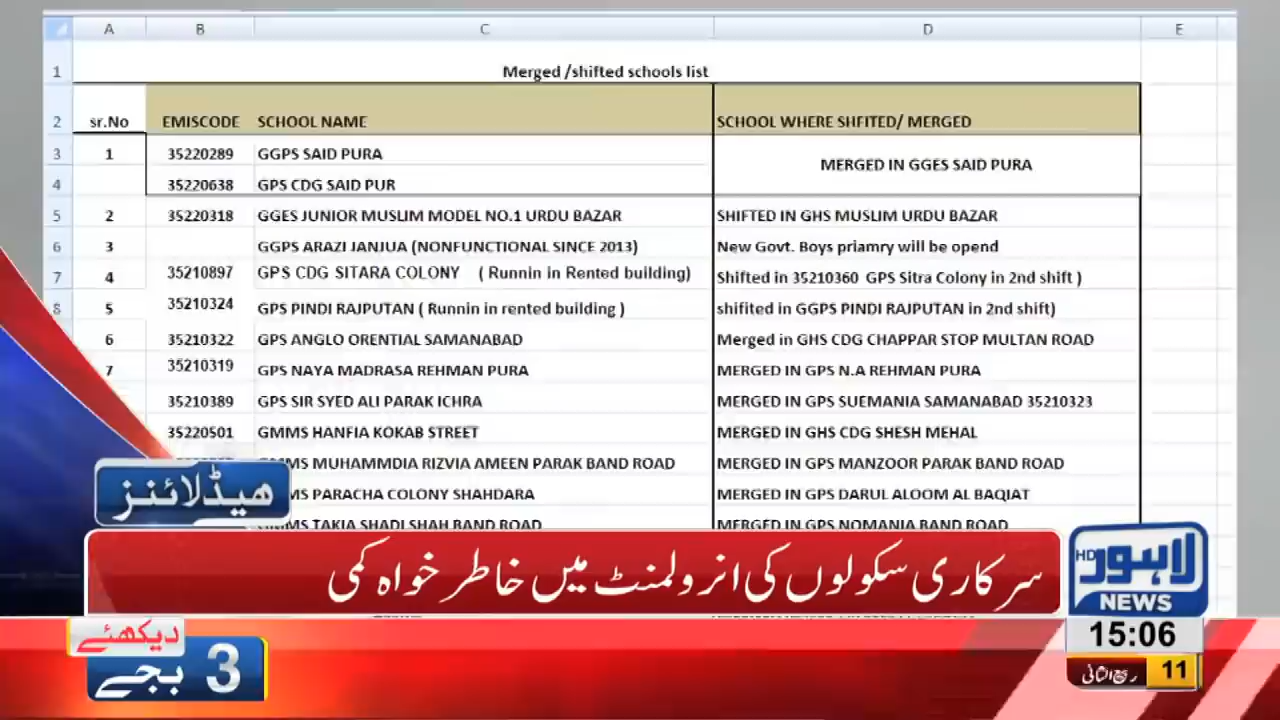 A B C D E
1 Merged /shifted schools list
2 sr.No EMISCODE SCHOOL NAME SCHOOL WHERE SHFITED/ MERGED
3 1 35220289 GGPS SAID PURA MERGED IN GGES SAID PURA
4 35220638 GPS CDG SAID PUR
5 2 35220318 GGES JUNIOR MUSLIM MODEL NO.1 URDU BAZAR SHIFTED IN GHS MUSLIM URDU BAZAR
6 3 GGPS ARAZI JANJUA (NONFUNCTIONAL SINCE 2013) New Govt. Boys priamry will be opend
7 4 35210897 GPS CDG SITARA COLONY ( Runnin in Rented building) Shifted in 35210360 GPS Sitra Colony in 2nd shift )
8 5 35210324 GPS PINDI RAJPUTAN ( Runnin in rented building ) shifited in GGPS PINDI RAJPUTAN in 2nd shift)
6 35210322 GPS ANGLO ORENTIAL SAMANABAD Merged in GHS CDG CHAPPAR STOP MULTAN ROAD
7 35210319 GPS NAYA MADRASA REHMAN PURA MERGED IN GPS N.A REHMAN PURA
35210389 GPS SIR SYED ALI PARAK ICHRA MERGED IN GPS SUEMANIA SAMANABAD 35210323
35220501 GMMS HANFIA KOKAB STREET MERGED IN GHS CDG SHESH MEHAL
MUHAMMDIA RIZVIA AMEEN PARAK BAND ROAD MERGED IN GPS MANZOOR PARAK BAND ROAD
PARACHA COLONY SHAHDARA MERGED IN GPS DARUL ALOOM AL BAQIAT
TAKIA SHADI SHAH BAND ROAD MERGED IN GPS NOMANIA BAND ROAD
ہیڈلائنز
سرکاری سکولوں کی انرولمنٹ میں خاطر خواہ کمی
لاہور HD
NEWS
15:06
11 ربیع الثانی
دیکھئے
3 بجے